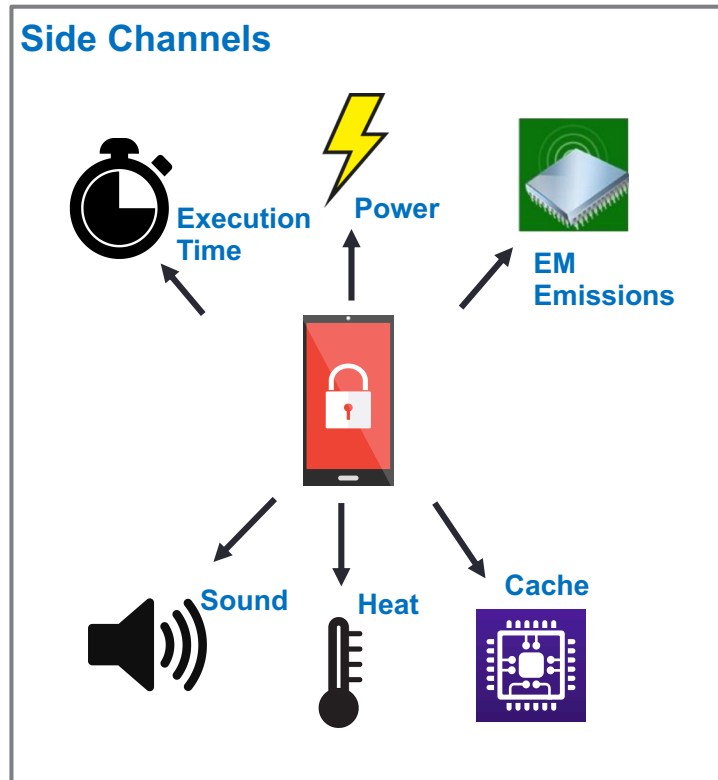 Side Channels
Power
Execution
Time
EM
Emissions
Sound
Heat
Cache